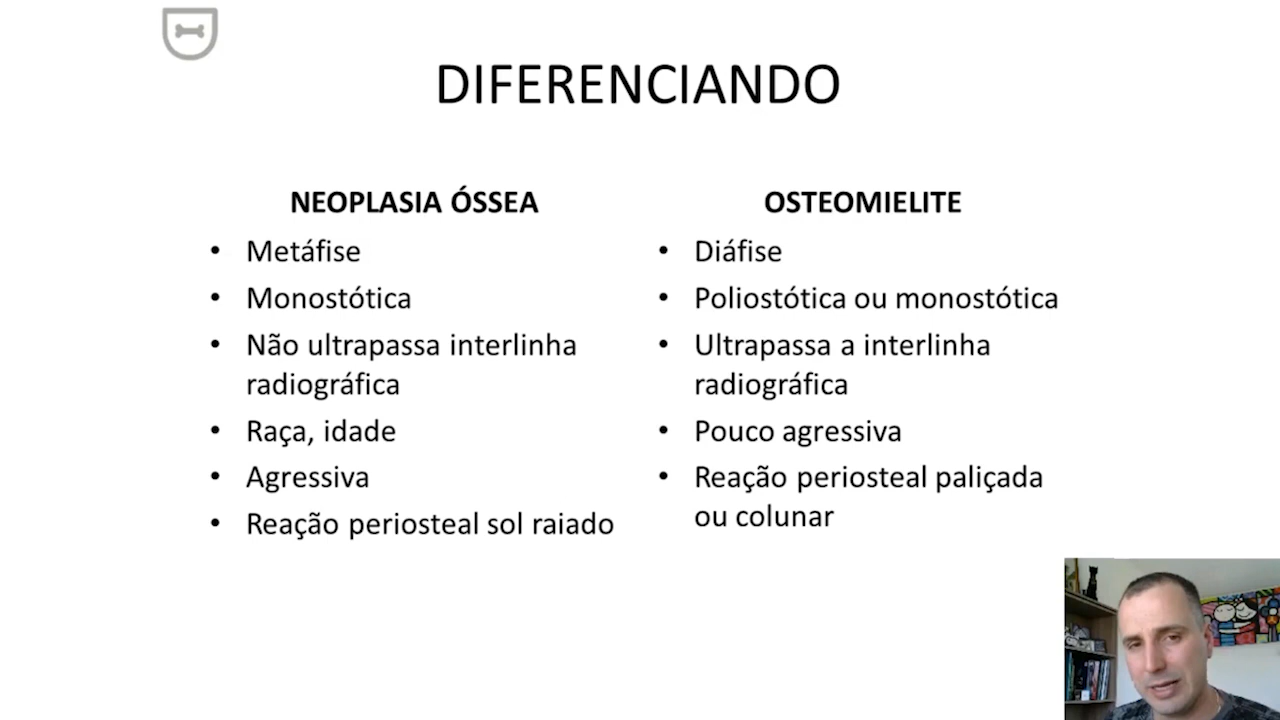 DIFERENCIANDO
NEOPLASIA ÓSSEA
• Metáfise
• Monostótica
• Não ultrapassa interlinha
radiográfica
• Raça, idade
• Agressiva
• Reação periosteal sol raiado
OSTEOMIELITE
• Diáfise
• Poliostótica ou monostótica
• Ultrapassa a interlinha
radiográfica
• Pouco agressiva
• Reação periosteal paliçada
ou colunar